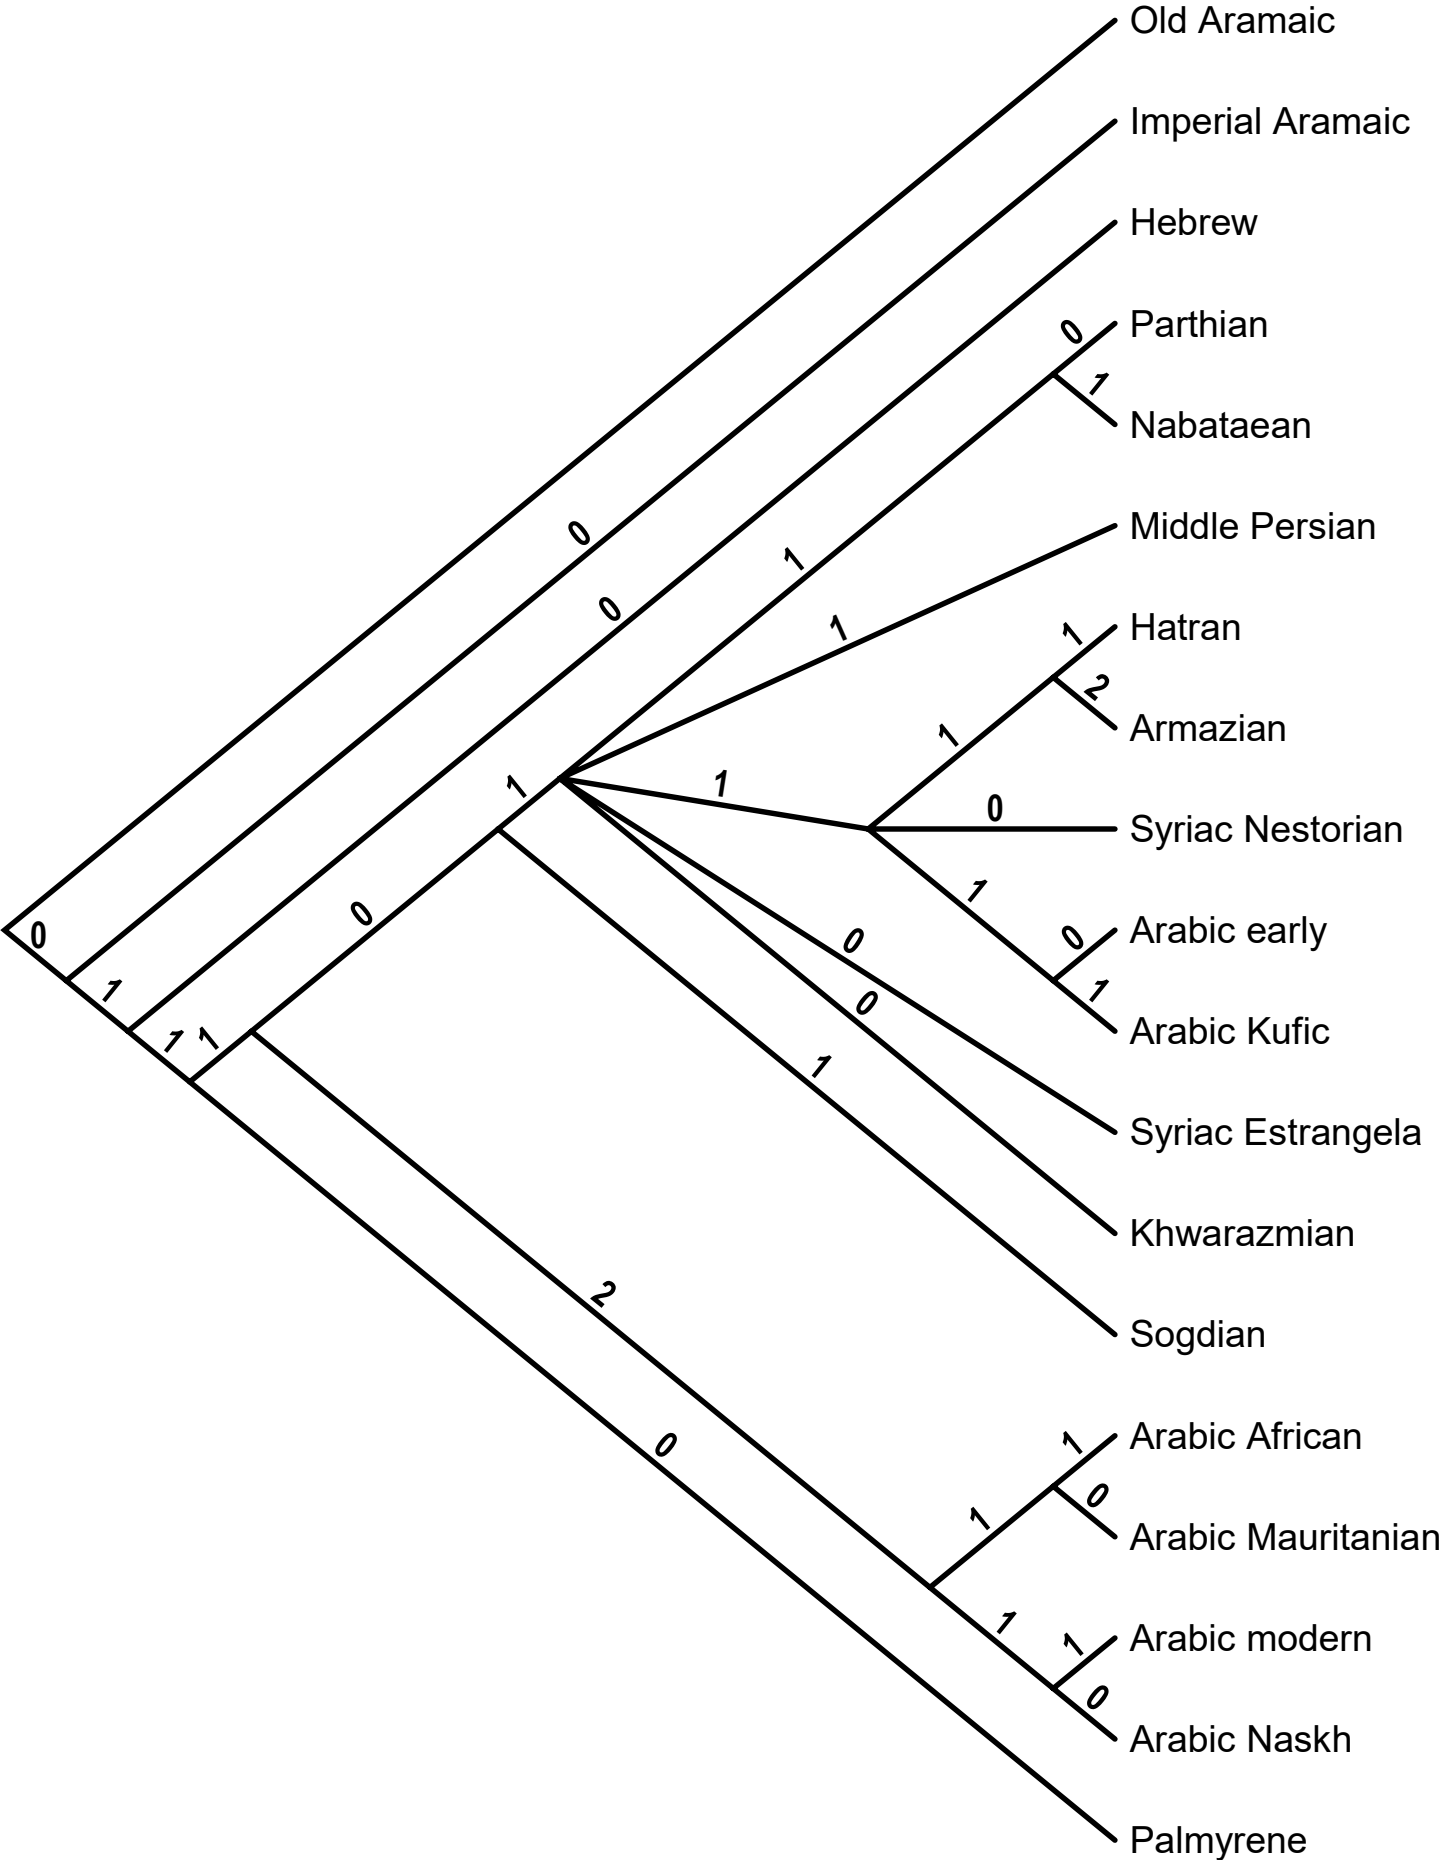 Old Aramaic
Imperial Aramaic
Hebrew
0 Parthian
1
Nabataean
0
1
Middle Persian
0
1
1 Hatran
2
1
Armazian
1
1
0
Syriac Nestorian
1
0
0
1
0 Arabic early
0
1
1
0
Arabic Kufic
1 1
1
Syriac Estrangela
Khwarazmian
2
Sogdian
0
1 Arabic African
0
1
Arabic Mauritanian
1
1 Arabic modern
0
Arabic Naskh
Palmyrene